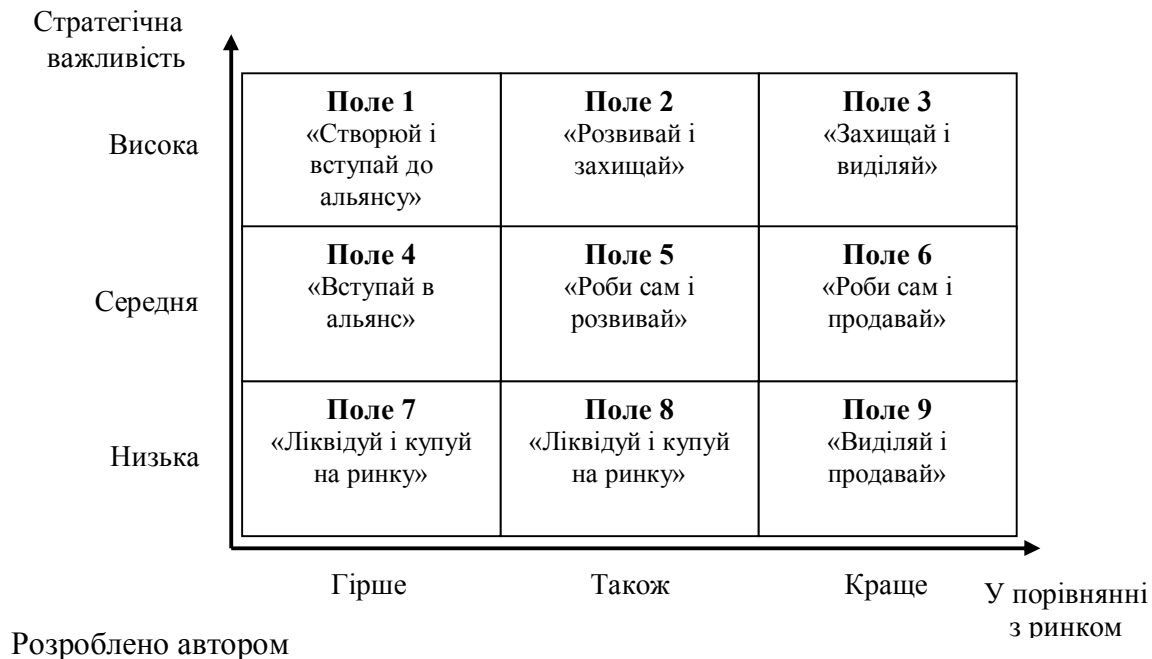 Стратегічна
важливість
Висока
Поле 1
«Створюй і
вступай до
альянсу»
Поле 2
«Розвивай і
захищай»
Поле 3
«Захищай і
виділяй»
Середня
Поле 4
«Вступай в
альянс»
Поле 5
«Роби сам і
розвивай»
Поле 6
«Роби сам і
продавай»
Низька
Поле 7
«Ліквідуй і купуй
на ринку»
Поле 8
«Ліквідуй і купуй
на ринку»
Поле 9
«Виділяй і
продавай»
Гірше
Також
Краще
У порівнянні
з ринком
Розроблено автором